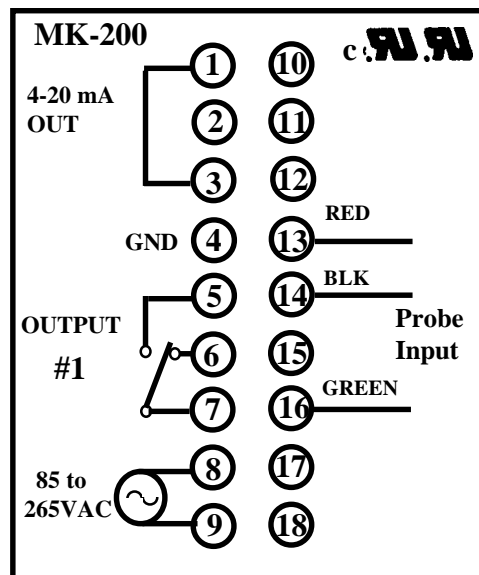 MK-200
4-20 mA
OUT
1
2
3
GND
4
OUTPUT
#1
5
6
7
85 to
265VAC
8
9
10
11
12
13
RED
14
BLK
Probe
Input
15
16
GREEN
17
18
c